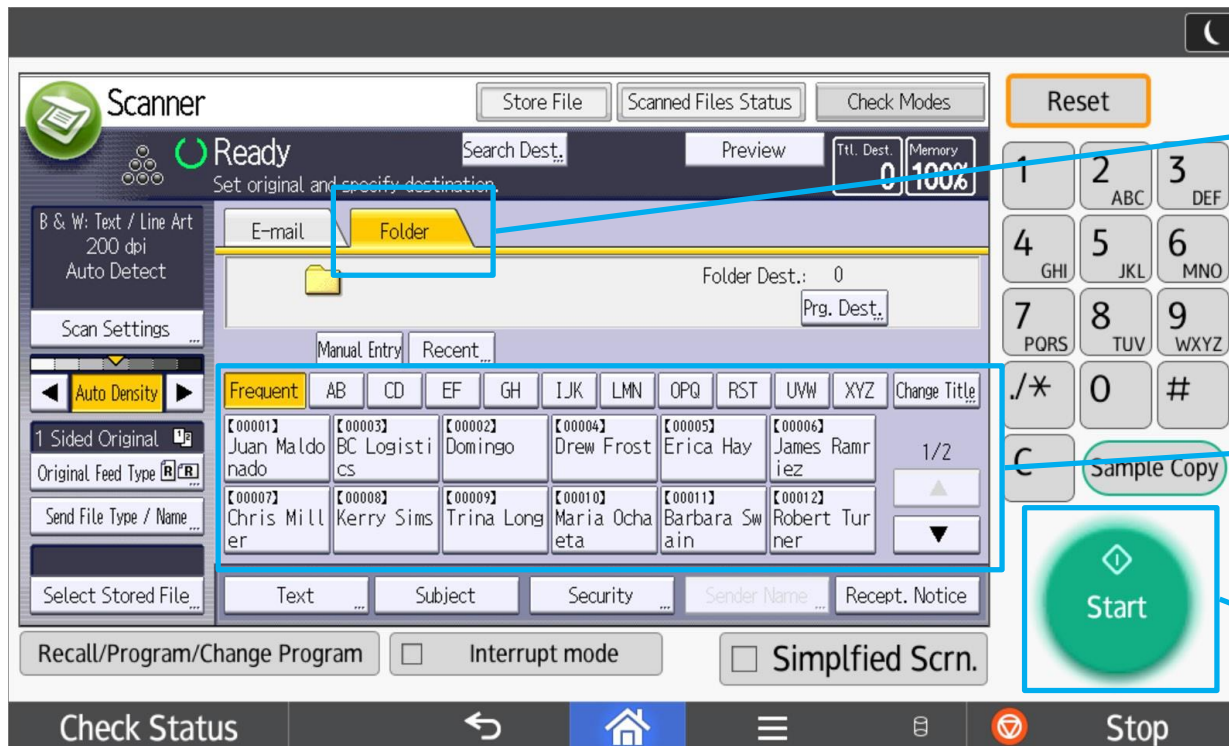 Scanner
Store File
Scanned Files Status
Check Modes
Reset
Ready
Search Dest.
Preview
Ttl. Dest.
0
Memory
100%
Set original and specify destination.
B & W: Text / Line Art
200 dpi
Auto Detect
Scan Settings
E-mail
Folder
Folder Dest.: 0
Prg. Dest.
Manual Entry
Recent
Auto Density
Frequent
AB
CD
EF
GH
IJK
LMN
OPQ
RST
UVW
XYZ
Change Title
1 Sided Original
Original Feed Type
R
R
Send File Type / Name
Select Stored File
【00001】
Juan Maldo
nado
【00003】
BC Logisti
cs
【00002】
Domingo
【00004】
Drew Frost
【00005】
Erica Hay
【00006】
James Ramr
iez
1/2
【00007】
Chris Mill
er
【00008】
Kerry Sims
【00009】
Trina Long
【00010】
Maria Ocha
eta
【00011】
Barbara Sw
ain
【00012】
Robert Tur
ner
Text
Subject
Security
Sender Name
Recept. Notice
1
2 ABC
3 DEF
4 GHI
5 JKL
6 MNO
7 PQRS
8 TUV
9 WXYZ
./*
0
#
C
Sample Copy
Start
Recall/Program/Change Program
Interrupt mode
Simplfied Scrn.
Check Status
Stop